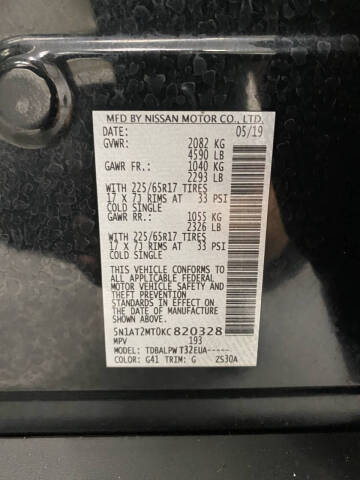 MFD BY NISSAN MOTOR CO., LTD.
DATE: 05/19
GVWR: 2082 KG
4590 LB
GAWR FR.: 1040 KG
2293 LB
WITH 225/65R17 TIRES
17 X 7J RIMS AT 33 PSI
COLD SINGLE
GAWR RR.: 1055 KG
2326 LB
WITH 225/65R17 TIRES
17 X 7J RIMS AT 33 PSI
COLD SINGLE
THIS VEHICLE CONFORMS TO
ALL APPLICABLE FEDERAL
MOTOR VEHICLE SAFETY
STANDARDS IN EFFECT ON
THE DATE OF MANUFACTURE
SHOWN ABOVE.
5N1AT2MT0KC820328
MPV 193
MODEL: TDBALPW T32EUA-----
COLOR: G41 TRIM: G ZS30A